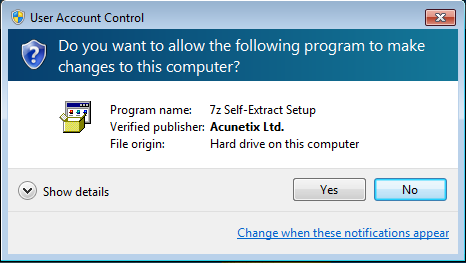 User Account Control
Do you want to allow the following program to make
changes to this computer?
Program name: 7z Self-Extract Setup
Verified publisher: Acunetix Ltd.
File origin: Hard drive on this computer
Show details
Yes
No
Change when these notifications appear